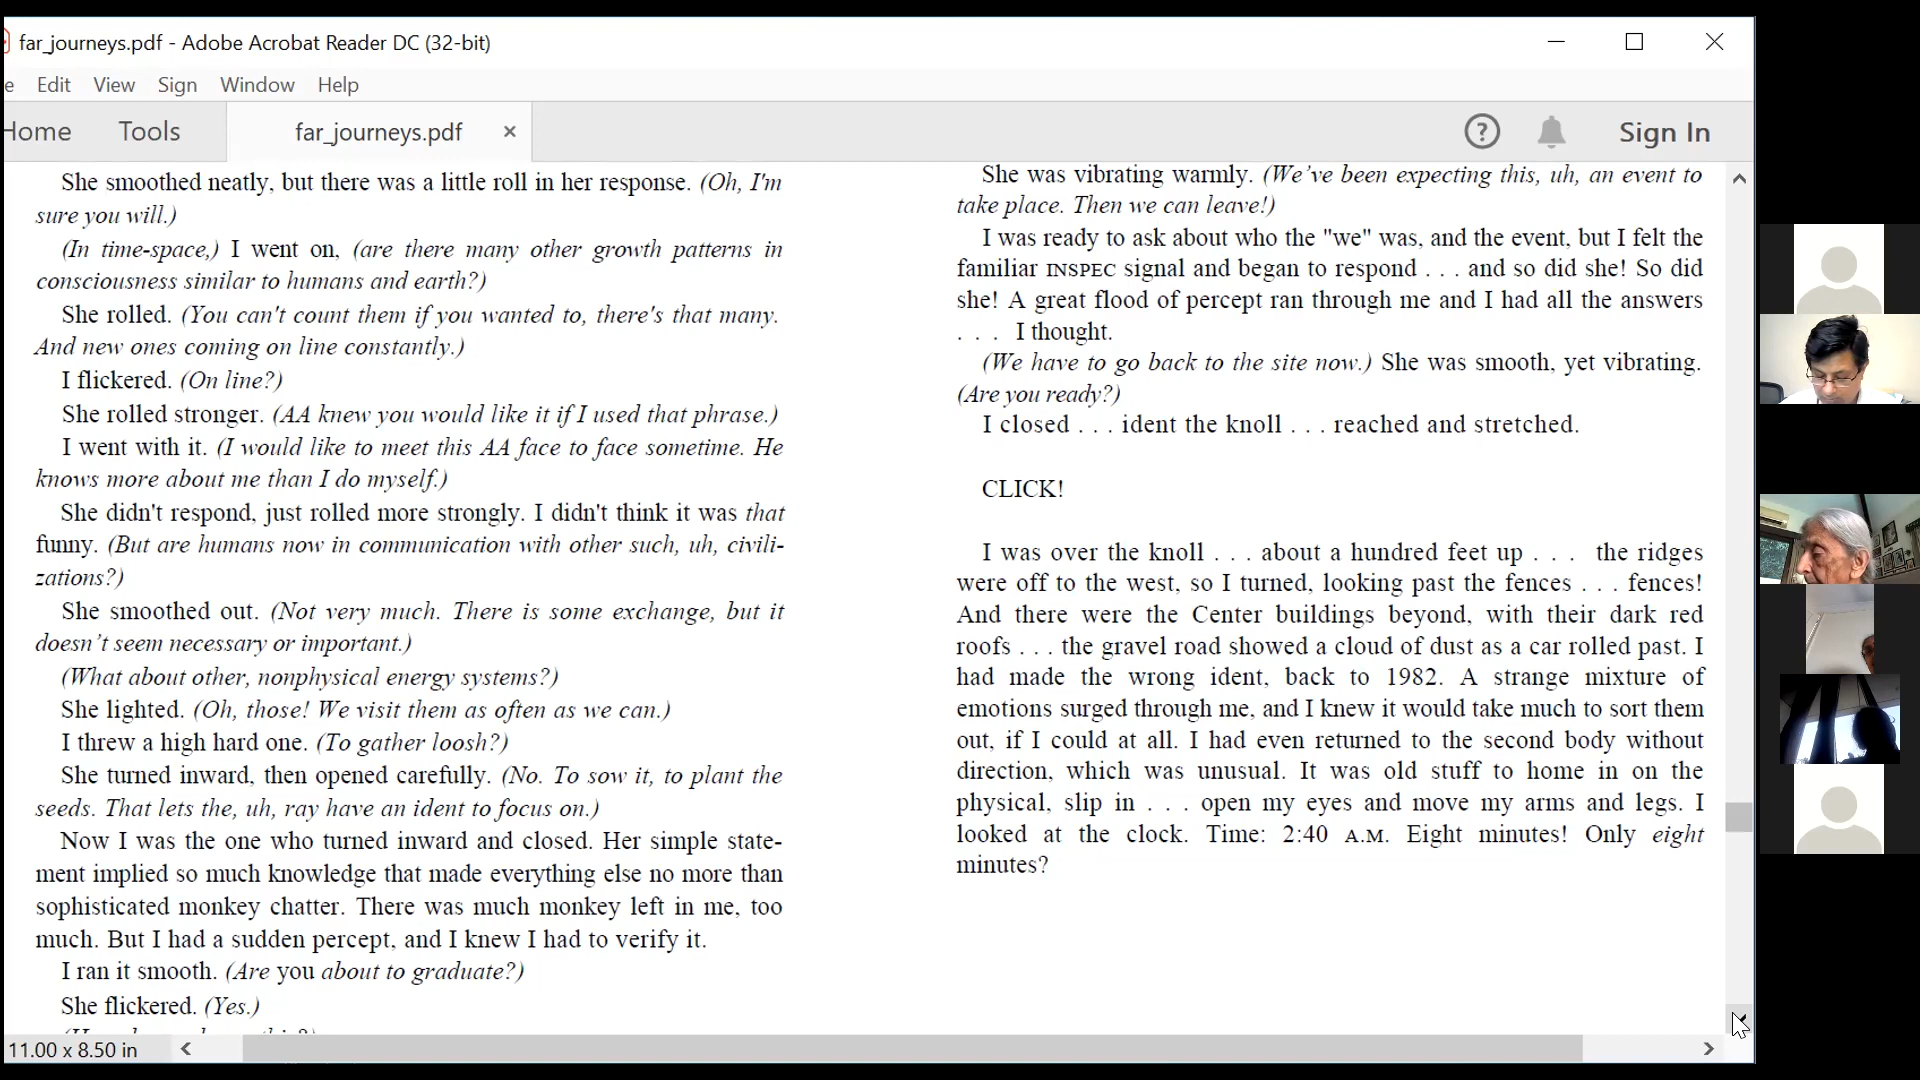 far_journeys.pdf - Adobe Acrobat Reader DC (32-bit)
e Edit View Sign Window Help
Home Tools far_journeys.pdf × ? Sign In
She smoothed neatly, but there was a little roll in her response. (Oh, I'm
sure you will.)
(In time-space,) I went on, (are there many other growth patterns in
consciousness similar to humans and earth?)
She rolled. (You can't count them if you wanted to, there's that many.
And new ones coming on line constantly.)
I flickered. (On line?)
She rolled stronger. (AA knew you would like it if I used that phrase.)
I went with it. (I would like to meet this AA face to face sometime. He
knows more about me than I do myself.)
She didn't respond, just rolled more strongly. I didn't think it was that
funny. (But are humans now in communication with other such, uh, civili-
zations?)
She smoothed out. (Not very much. There is some exchange, but it
doesn't seem necessary or important.)
(What about other, nonphysical energy systems?)
She lighted. (Oh, those! We visit them as often as we can.)
I threw a high hard one. (To gather loosh?)
She turned inward, then opened carefully. (No. To sow it, to plant the
seeds. That lets the, uh, ray have an ident to focus on.)
Now I was the one who turned inward and closed. Her simple state-
ment implied so much knowledge that made everything else no more than
sophisticated monkey chatter. There was much monkey left in me, too
much. But I had a sudden percept, and I knew I had to verify it.
I ran it smooth. (Are you about to graduate?)
She flickered. (Yes.)
She was vibrating warmly. (We've been expecting this, uh, an event to
take place. Then we can leave!)
I was ready to ask about who the "we" was, and the event, but I felt the
familiar INSPEC signal and began to respond . . . and so did she! So did
she! A great flood of percept ran through me and I had all the answers
. . . I thought.
(We have to go back to the site now.) She was smooth, yet vibrating.
(Are you ready?)
I closed . . . ident the knoll . . . reached and stretched.
CLICK!
I was over the knoll . . . about a hundred feet up . . . the ridges
were off to the west, so I turned, looking past the fences . . . fences!
And there were the Center buildings beyond, with their dark red
roofs . . . the gravel road showed a cloud of dust as a car rolled past. I
had made the wrong ident, back to 1982. A strange mixture of
emotions surged through me, and I knew it would take much to sort them
out, if I could at all. I had even returned to the second body without
direction, which was unusual. It was old stuff to home in on the
physical, slip in . . . open my eyes and move my arms and legs. I
looked at the clock. Time: 2:40 A.M. Eight minutes! Only eight
minutes?
11.00 x 8.50 in